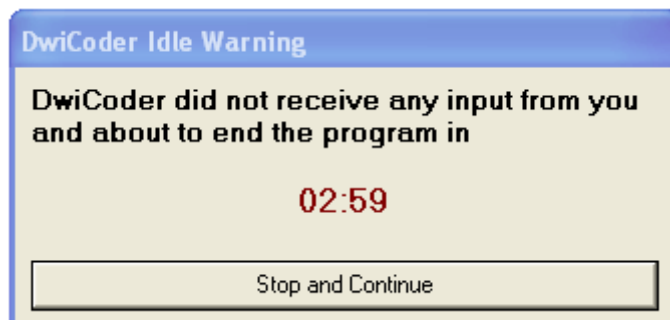 DwiCoder Idle Warning
DwiCoder did not receive any input from you
and about to end the program in
02:59
Stop and Continue